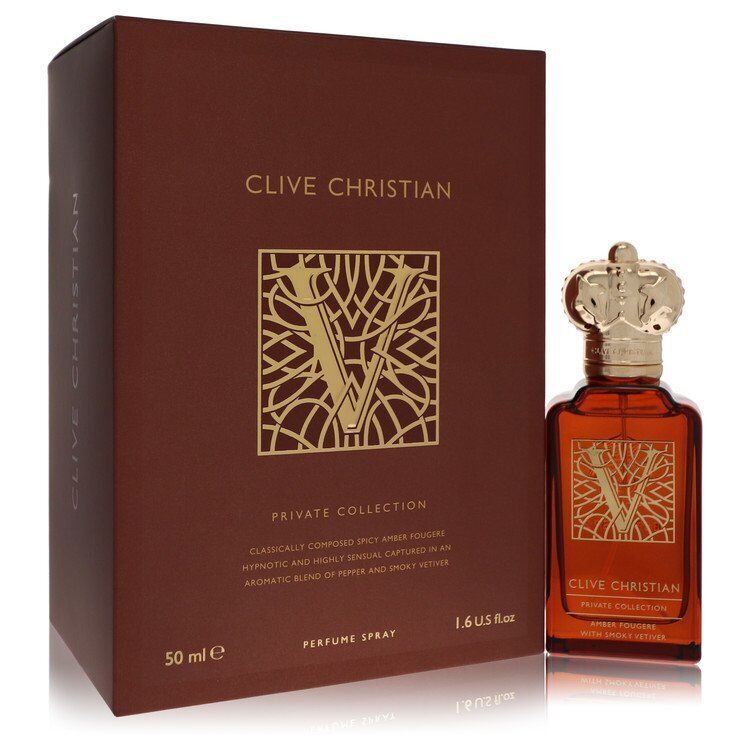 CLIVE CHRISTIAN
CLIVE CHRISTIAN
V
PRIVATE COLLECTION
CLASSICALLY COMPOSED SPICY AMBER FOUGERE
HYPNOTIC AND HIGHLY SENSUAL CAPTURED IN AN
AROMATIC BLEND OF PEPPER AND SMOKY VETIVER
PERFUME SPRAY
50 ml e
1.6 U.S fl.oz
CLIVE CHRISTIAN
V
CLIVE CHRISTIAN
PRIVATE COLLECTION
AMBER FOUGERE
WITH SMOKY VETIVER